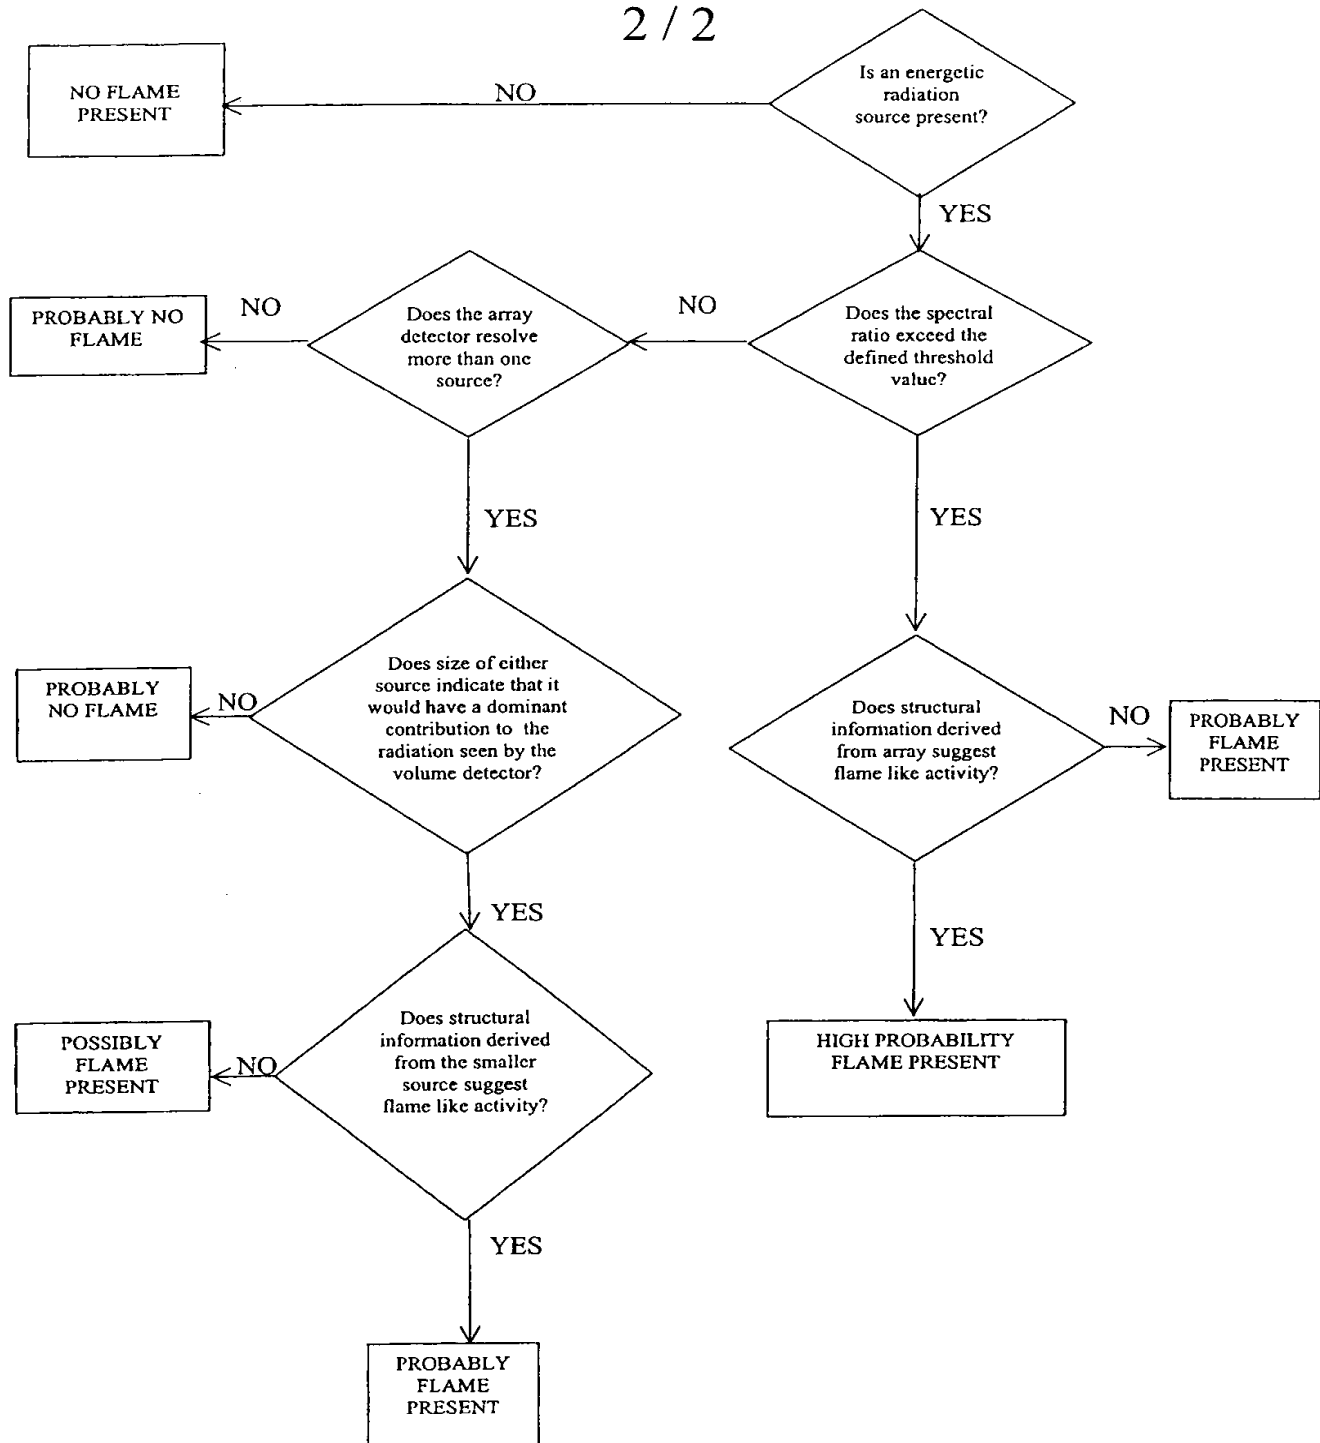 2 / 2
NO FLAME
PRESENT
NO
Is an energetic
radiation
source present?
YES
PROBABLY NO
FLAME
NO
Does the array
detector resolve
more than one
source?
NO
Does the spectral
ratio exceed the
defined threshold
value?
YES
YES
PROBABLY
NO FLAME
NO
Does size of either
source indicate that it
would have a dominant
contribution to the
radiation seen by the
volume detector?
Does structural
information derived
from array suggest
flame like activity?
NO
PROBABLY
FLAME
PRESENT
YES
YES
POSSIBLY
FLAME
PRESENT
NO
Does structural
information derived
from the smaller
source suggest
flame like activity?
HIGH PROBABILITY
FLAME PRESENT
YES
PROBABLY
FLAME
PRESENT